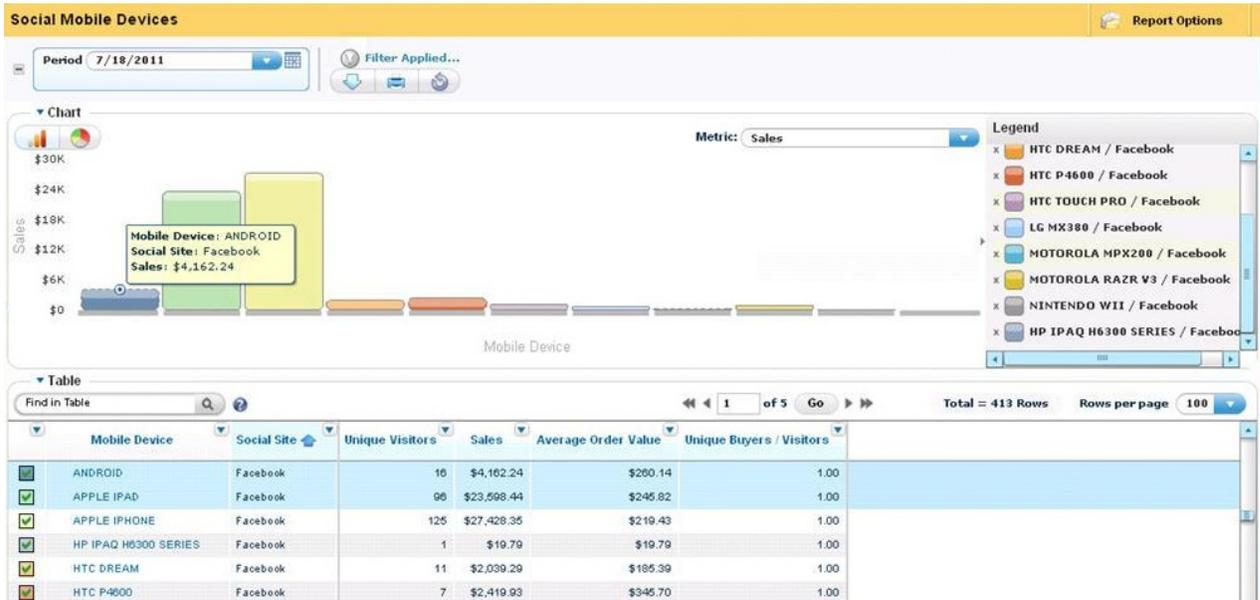 Social Mobile Devices
Report Options
Period 7/18/2011
Filter Applied...
Chart
Metric: Sales
Legend
$30K
$24K
$18K
$12K
$6K
$0
Sales
Mobile Device: ANDROID
Social Site: Facebook
Sales: $4,162.24
Mobile Device
x HTC DREAM / Facebook
x HTC P4600 / Facebook
x HTC TOUCH PRO / Facebook
x LG MX380 / Facebook
x MOTOROLA MPX200 / Facebook
x MOTOROLA RAZR V3 / Facebook
x NINTENDO WII / Facebook
x HP IPAQ H6300 SERIES / Faceboo
Table
Find in Table
1 of 5 Go
Total = 413 Rows
Rows per page 100
Mobile Device Social Site Unique Visitors Sales Average Order Value Unique Buyers / Visitors
ANDROID Facebook 16 $4,162.24 $260.14 1.00
APPLE IPAD Facebook 96 $23,598.44 $245.82 1.00
APPLE IPHONE Facebook 125 $27,428.35 $219.43 1.00
HP IPAQ H6300 SERIES Facebook 1 $19.79 $19.79 1.00
HTC DREAM Facebook 11 $2,039.29 $185.39 1.00
HTC P4600 Facebook 7 $2,419.93 $345.70 1.00